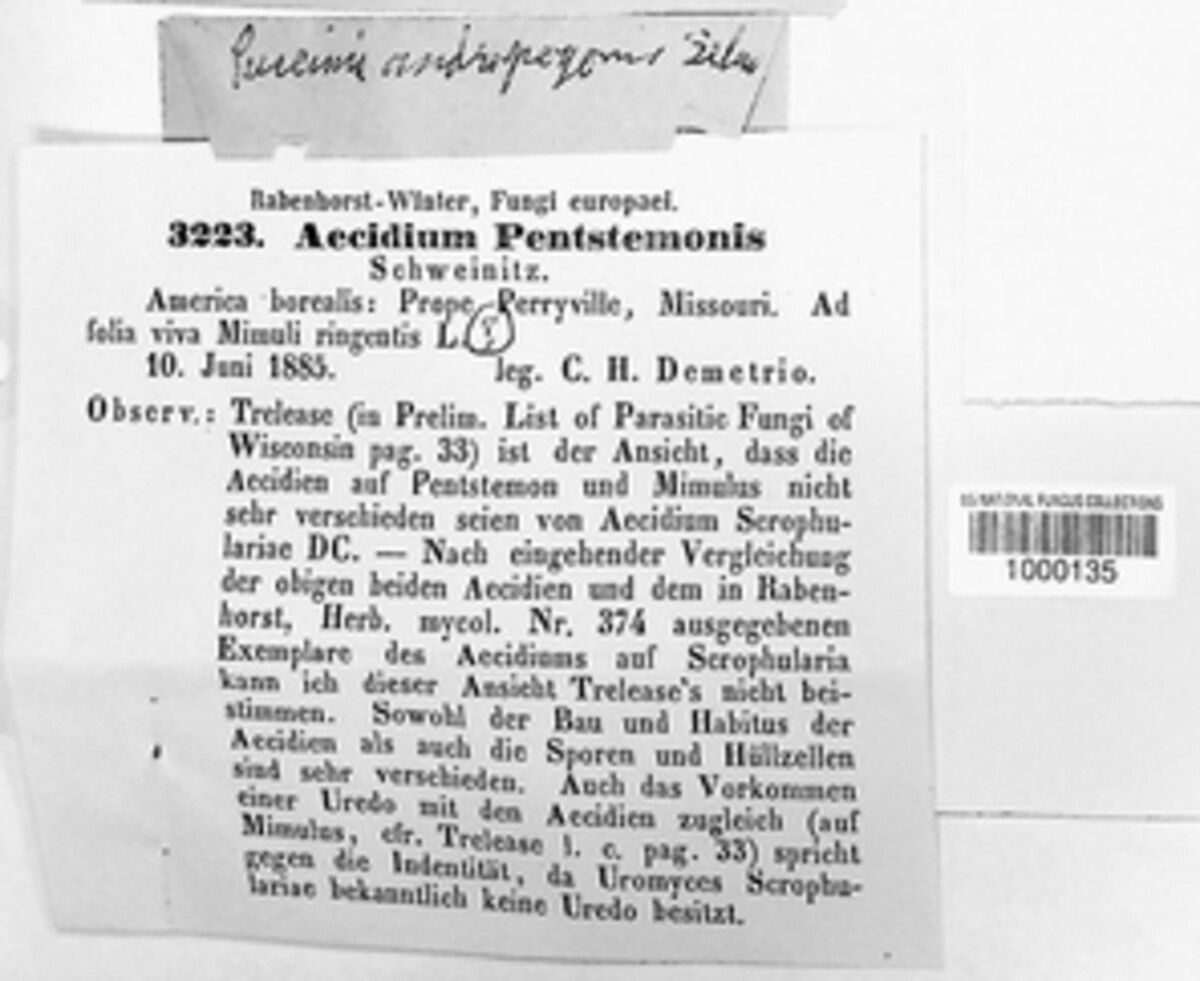 Puccinia andropogonis
Rabenhorst-Winter, Fungi europaei.
3223. Aecidium Pentstemonis
Schweinitz.
America borealis: Prope Perryville, Missouri. Ad
folia viva Mimuli ringentis L. ?
10. Juni 1885. leg. C. H. Demetrio.
Observ.: Trelease (in Prelim. List of Parasitic Fungi of
Wisconsin pag. 33) ist der Ansicht, dass die
Aecidien auf Pentstemon und Mimulus nicht
sehr verschieden seien von Aecidium Scrophu-
lariae DC. — Nach eingehender Vergleichung
der obigen beiden Aecidien und dem in Raben-
horst, Herb. mycol. Nr. 374 ausgegebenen
Exemplare des Aecidiums auf Scrophularia
kann ich dieser Ansicht Trelease's nicht bei-
stimmen. Sowohl der Bau und Habitus der
Aecidien als auch die Sporen und Hüllzellen
sind sehr verschieden. Auch das Vorkommen
einer Uredo mit den Aecidien zugleich (auf
Mimulus, cfr. Trelease l. c. pag. 33) spricht
gegen die Indentität, da Uromyces Scrophu-
lariae bekanntlich keine Uredo besitzt.
US NATIONAL FUNGUS COLLECTIONS
1000135